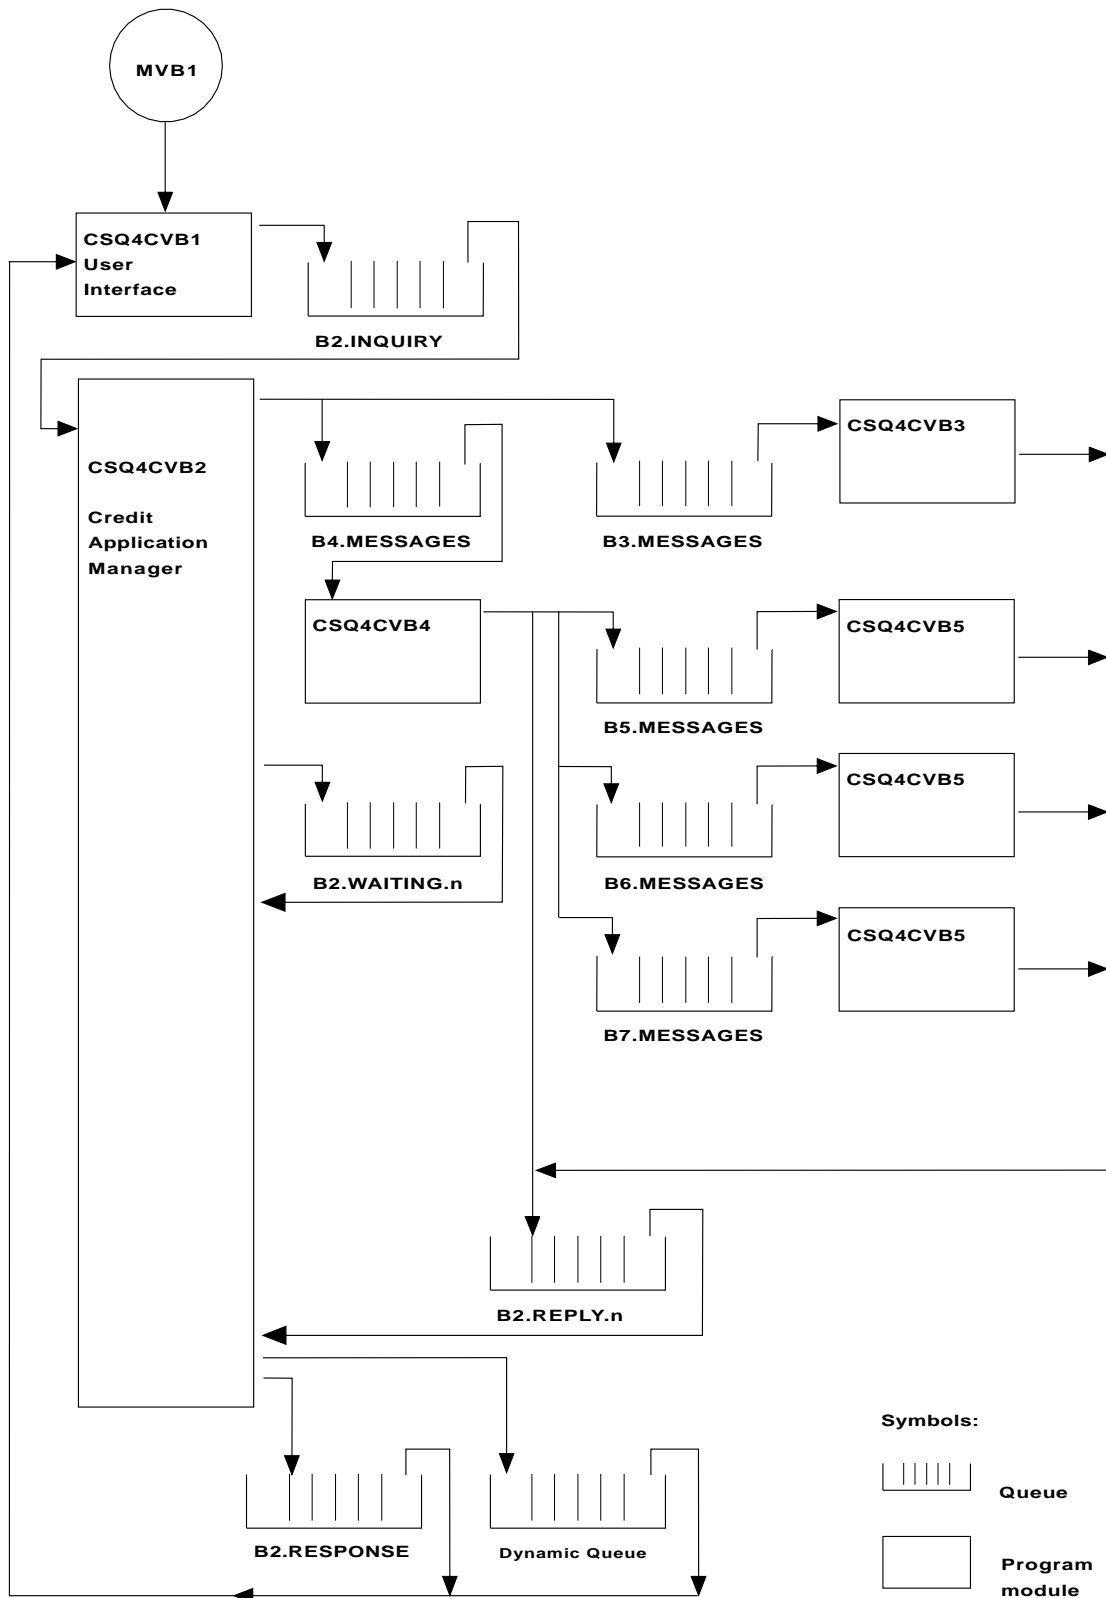 MVB1
CSQ4CVB1
User
Interface
B2.INQUIRY
CSQ4CVB2
Credit
Application
Manager
CSQ4CVB3
B4.MESSAGES
B3.MESSAGES
CSQ4CVB4
CSQ4CVB5
B5.MESSAGES
CSQ4CVB5
B2.WAITING.n
B6.MESSAGES
CSQ4CVB5
B7.MESSAGES
B2.REPLY.n
Symbols:
Queue
B2.RESPONSE
Dynamic Queue
Program
module